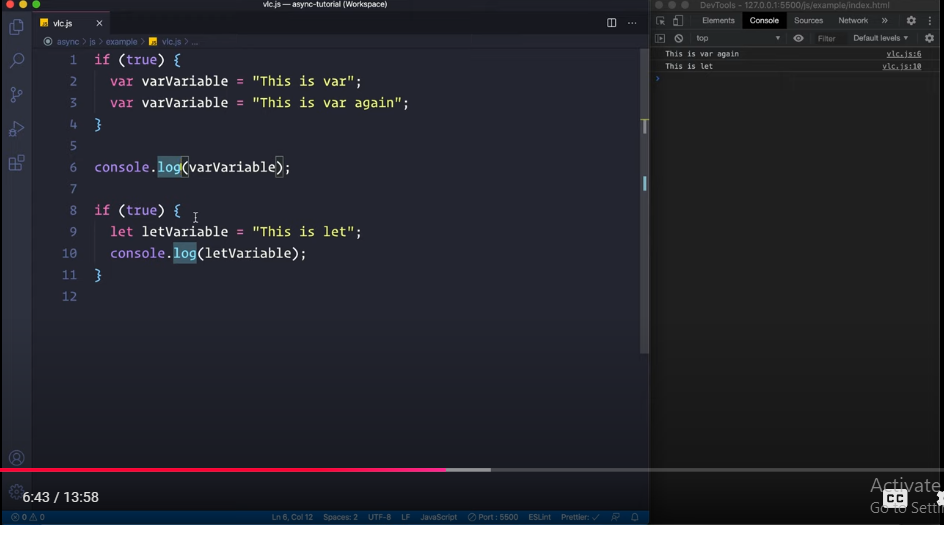 vlc.js — async-tutorial (Workspace)
DevTools - 127.0.0.1:5500/js/example/index.html
JS vlc.js ×
Elements Console Sources Network »
async > js > example > JS vlc.js > ...
top Filter Default levels
1 if (true) {
2 var varVariable = "This is var";
3 var varVariable = "This is var again";
4 }
5
6 console.log(varVariable);
7
8 if (true) {
9 let letVariable = "This is let";
10 console.log(letVariable);
11 }
12
This is var again vlc.js:6
This is let vlc.js:10
>
6:43 / 13:58
Activate
CC
Go to Setti
0 0 Ln 6, Col 12 Spaces: 2 UTF-8 LF JavaScript Port : 5500 ESLint Prettier: ✓